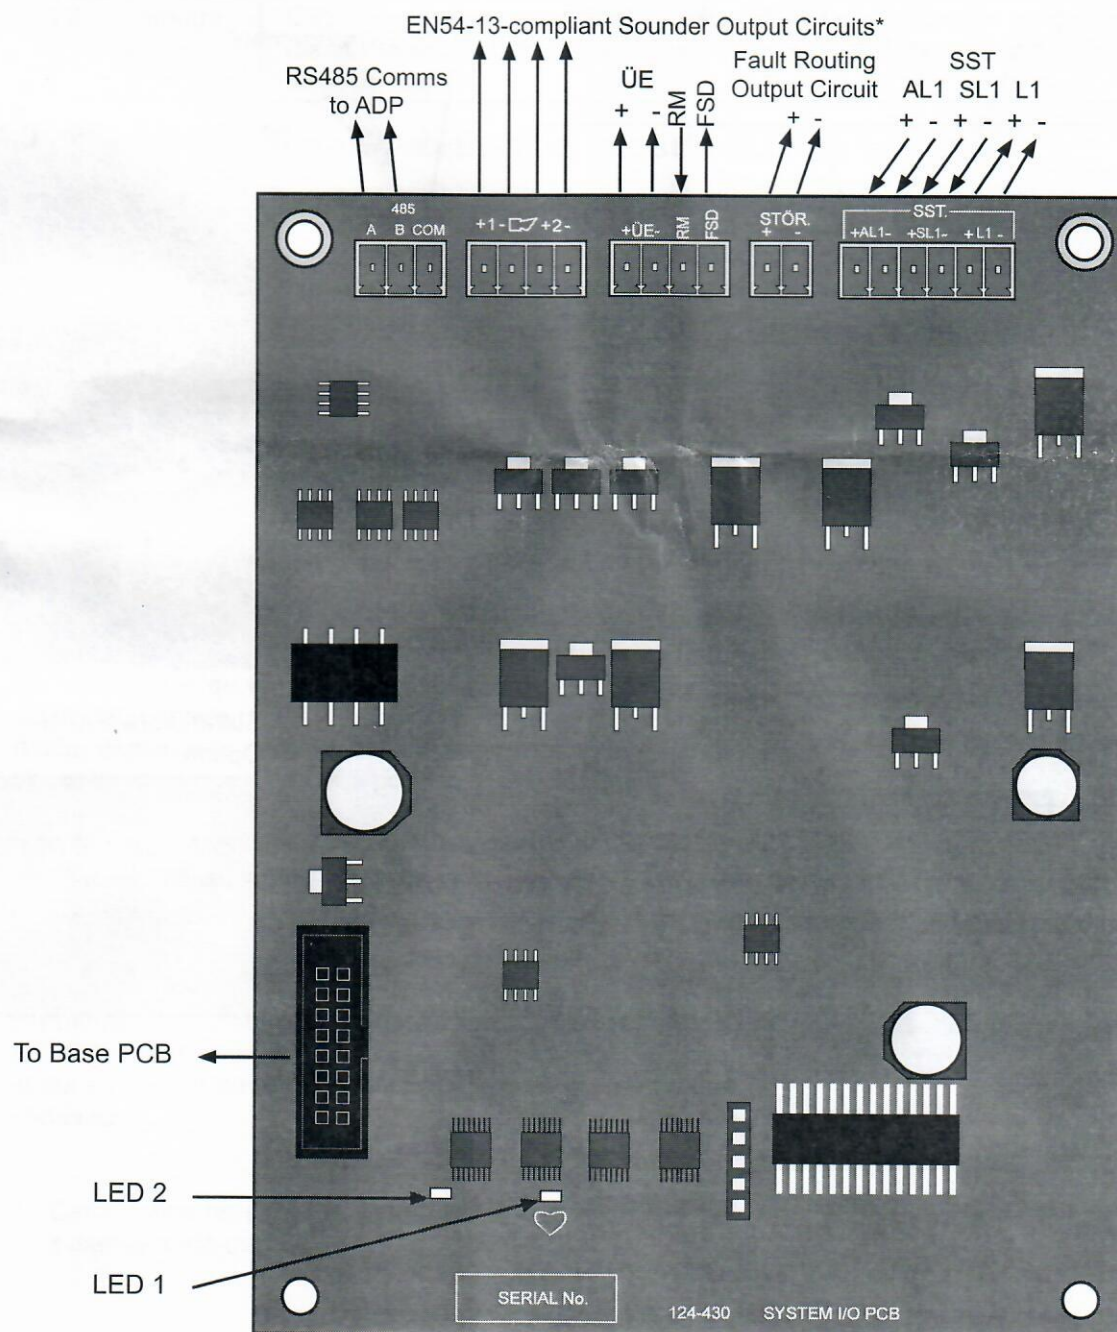 EN54-13-compliant Sounder Output Circuits*
RS485 Comms
to ADP
ÜE
+ -
RM
FSD
Fault Routing
Output Circuit
+ -
SST
AL1 SL1 L1
+ - + - + -
485
A B COM
+1- +2-
+ÜE-
RM
FSD
STÖR.
+ -
SST.
+AL1- +SL1- + L1 -
To Base PCB
LED 2
LED 1
SERIAL No.
124-430 SYSTEM I/O PCB